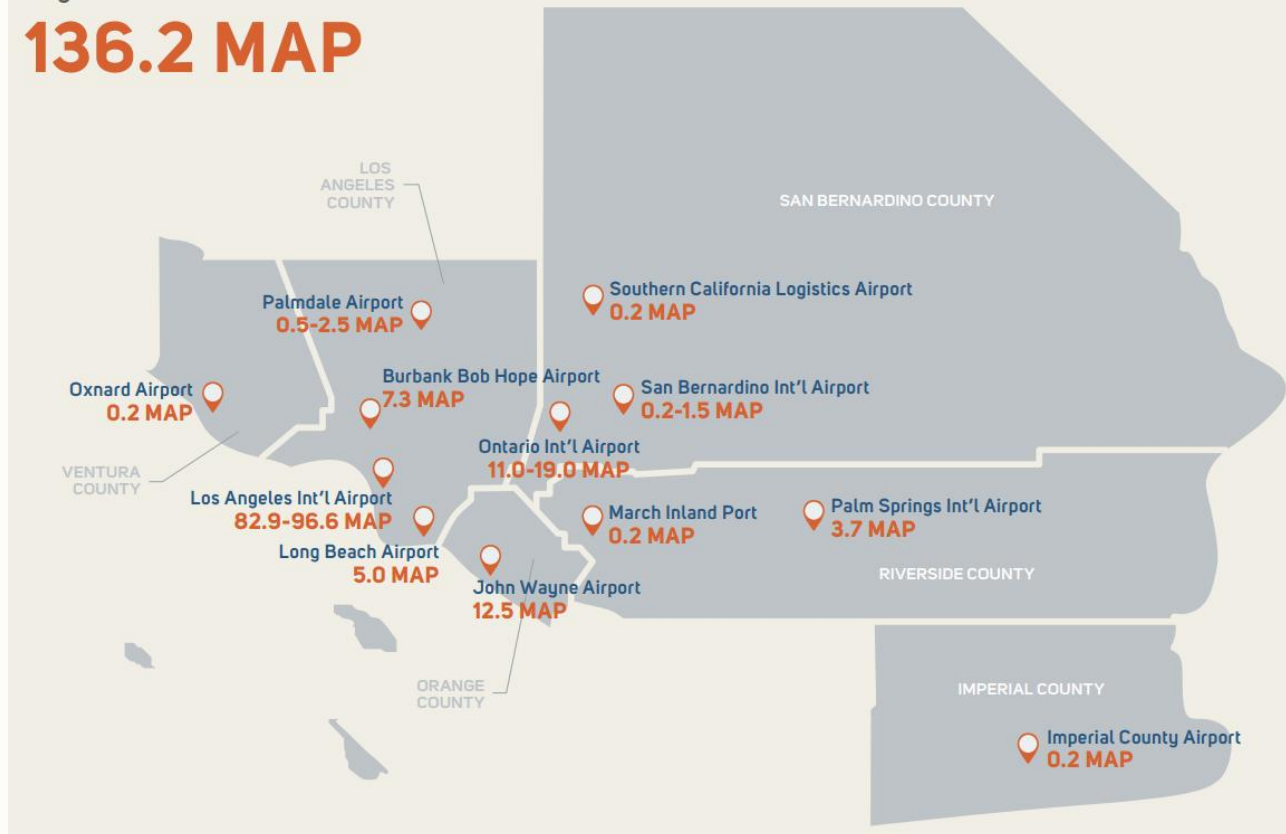 136.2 MAP
LOS
ANGELES
COUNTY
SAN BERNARDINO COUNTY
Southern California Logistics Airport
0.2 MAP
Palmdale Airport
0.5-2.5 MAP
Burbank Bob Hope Airport
7.3 MAP
San Bernardino Int'l Airport
0.2-1.5 MAP
Oxnard Airport
0.2 MAP
Ontario Int'l Airport
11.0-19.0 MAP
VENTURA
COUNTY
Los Angeles Int'l Airport
82.9-96.6 MAP
March Inland Port
0.2 MAP
Palm Springs Int'l Airport
3.7 MAP
Long Beach Airport
5.0 MAP
RIVERSIDE COUNTY
John Wayne Airport
12.5 MAP
ORANGE
COUNTY
IMPERIAL COUNTY
Imperial County Airport
0.2 MAP